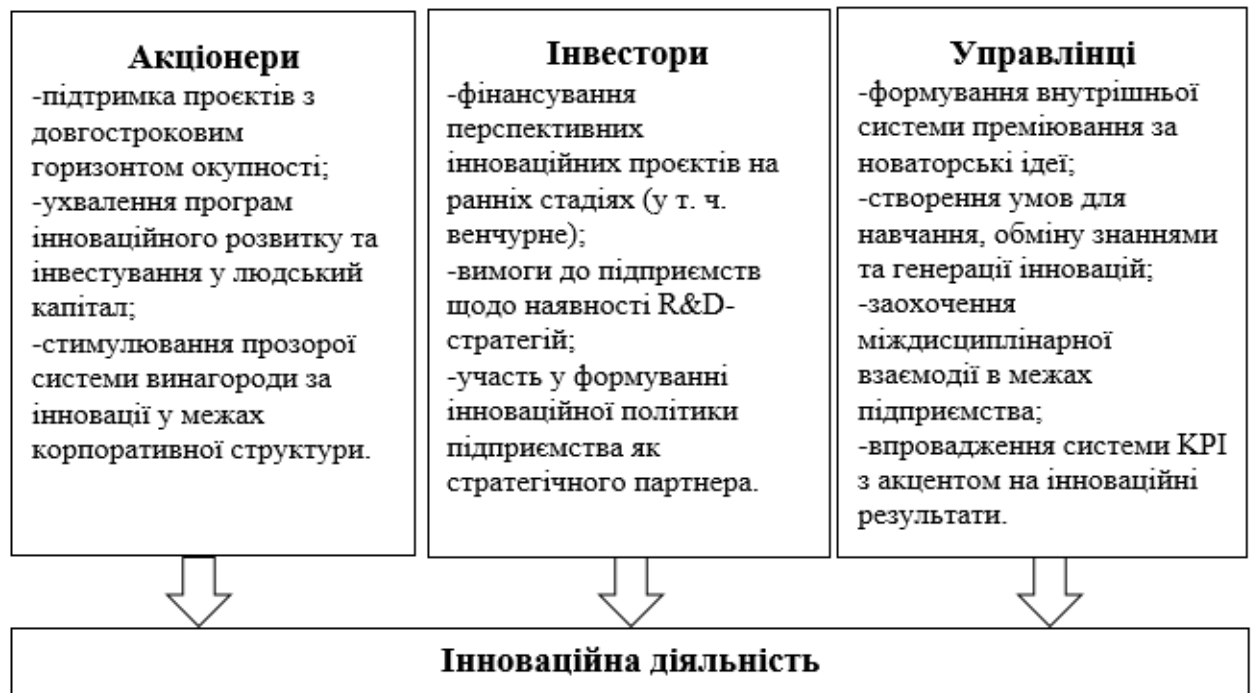 Акціонери
-підтримка проєктів з
довгостроковим
горизонтом окупності;
-ухвалення програм
інноваційного розвитку та
інвестування у людський
капітал;
-стимулювання прозорої
системи винагороди за
інновації у межах
корпоративної структури.
Інвестори
-фінансування
перспективних
інноваційних проєктів на
ранніх стадіях (у т. ч.
венчурне);
-вимоги до підприємств
щодо наявності R&D-
стратегій;
-участь у формуванні
інноваційної політики
підприємства як
стратегічного партнера.
Управлінці
-формування внутрішньої
системи преміювання за
новаторські ідеї;
-створення умов для
навчання, обміну знаннями
та генерації інновацій;
-заохочення
міждисциплінарної
взаємодії в межах
підприємства;
-впровадження системи KPI
з акцентом на інноваційні
результати.
Інноваційна діяльність